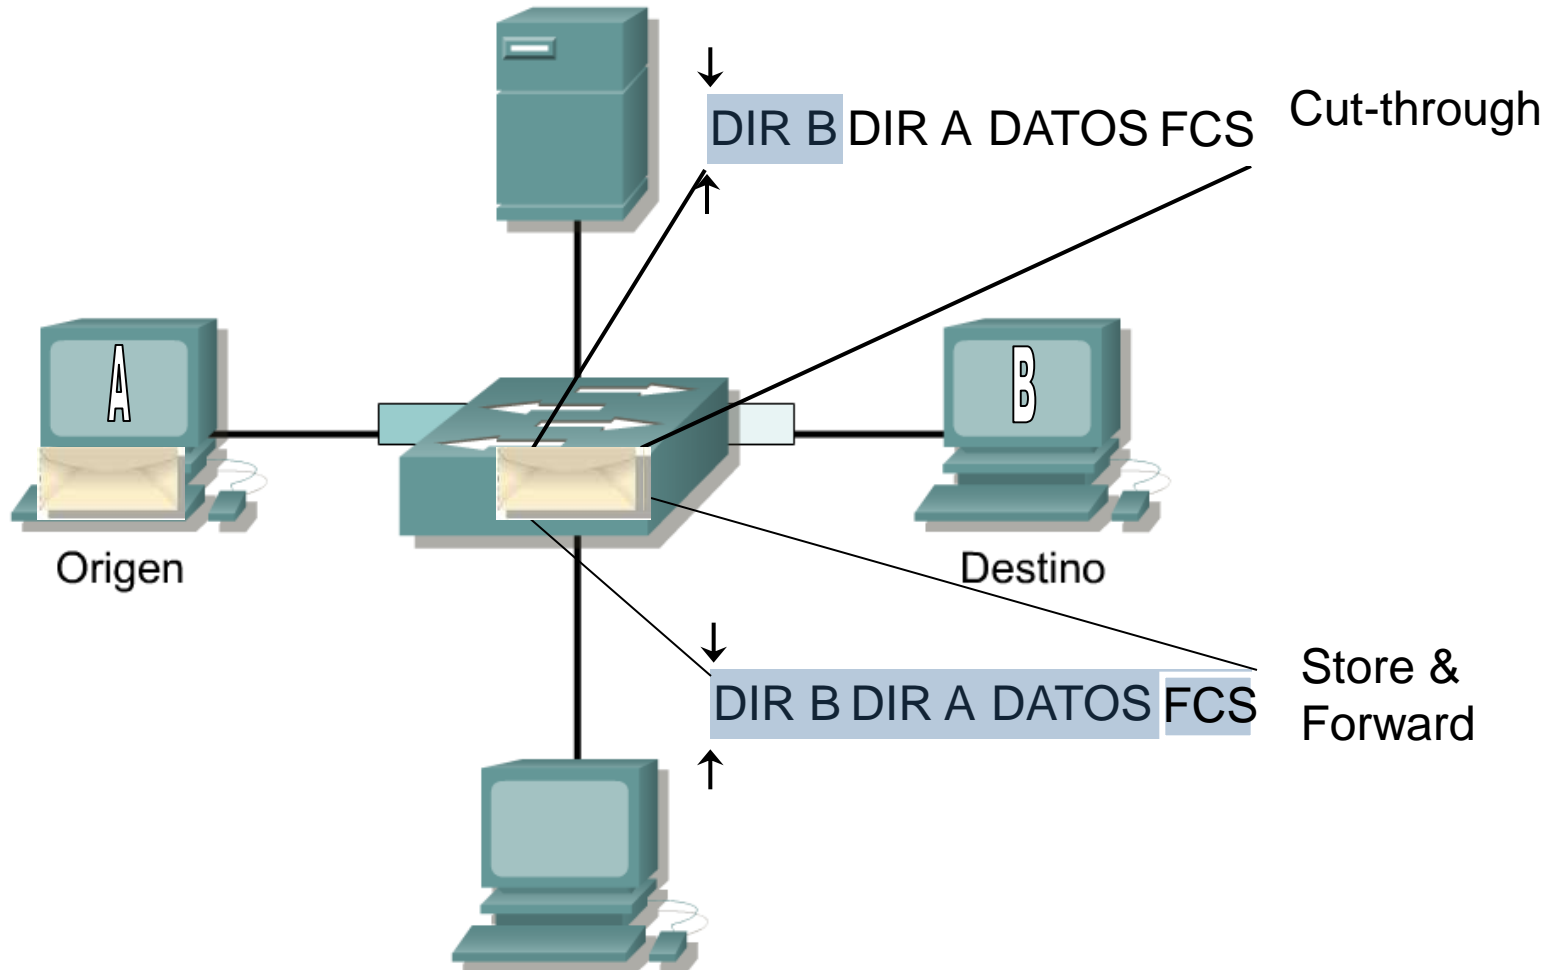 DIR B DIR A DATOS FCS
Cut-through
A
B
Origen
Destino
DIR B DIR A DATOS FCS
Store &
Forward